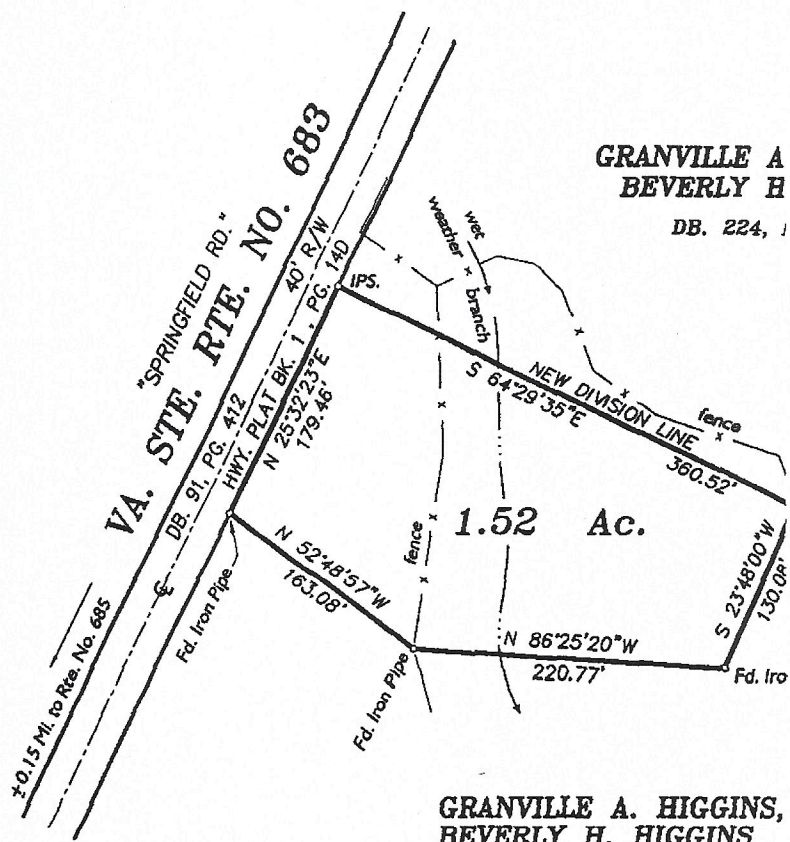 GRANVILLE A
BEVERLY H
DB. 224,
"SPRINGFIELD RD."
VA. STE. RTE. NO. 683
40' R/W
DB. 91, PG. 412
HWY. PLAT BK. 1, PG. 14D
IPS.
wet
weather
branch
N 25°32'23"E
179.46'
S 64°29'35"E
NEW DIVISION LINE
360.52'
fence
fence
1.52 Ac.
S 23°48'00"W
130.08'
N 52°48'57"W
163.08'
N 86°25'20"W
220.77'
Fd. Iron Pipe
Fd. Iron Pipe
Fd. Iro
±0.15 Mi. to Rte. No. 685
GRANVILLE A. HIGGINS,
BEVERLY H. HIGGINS